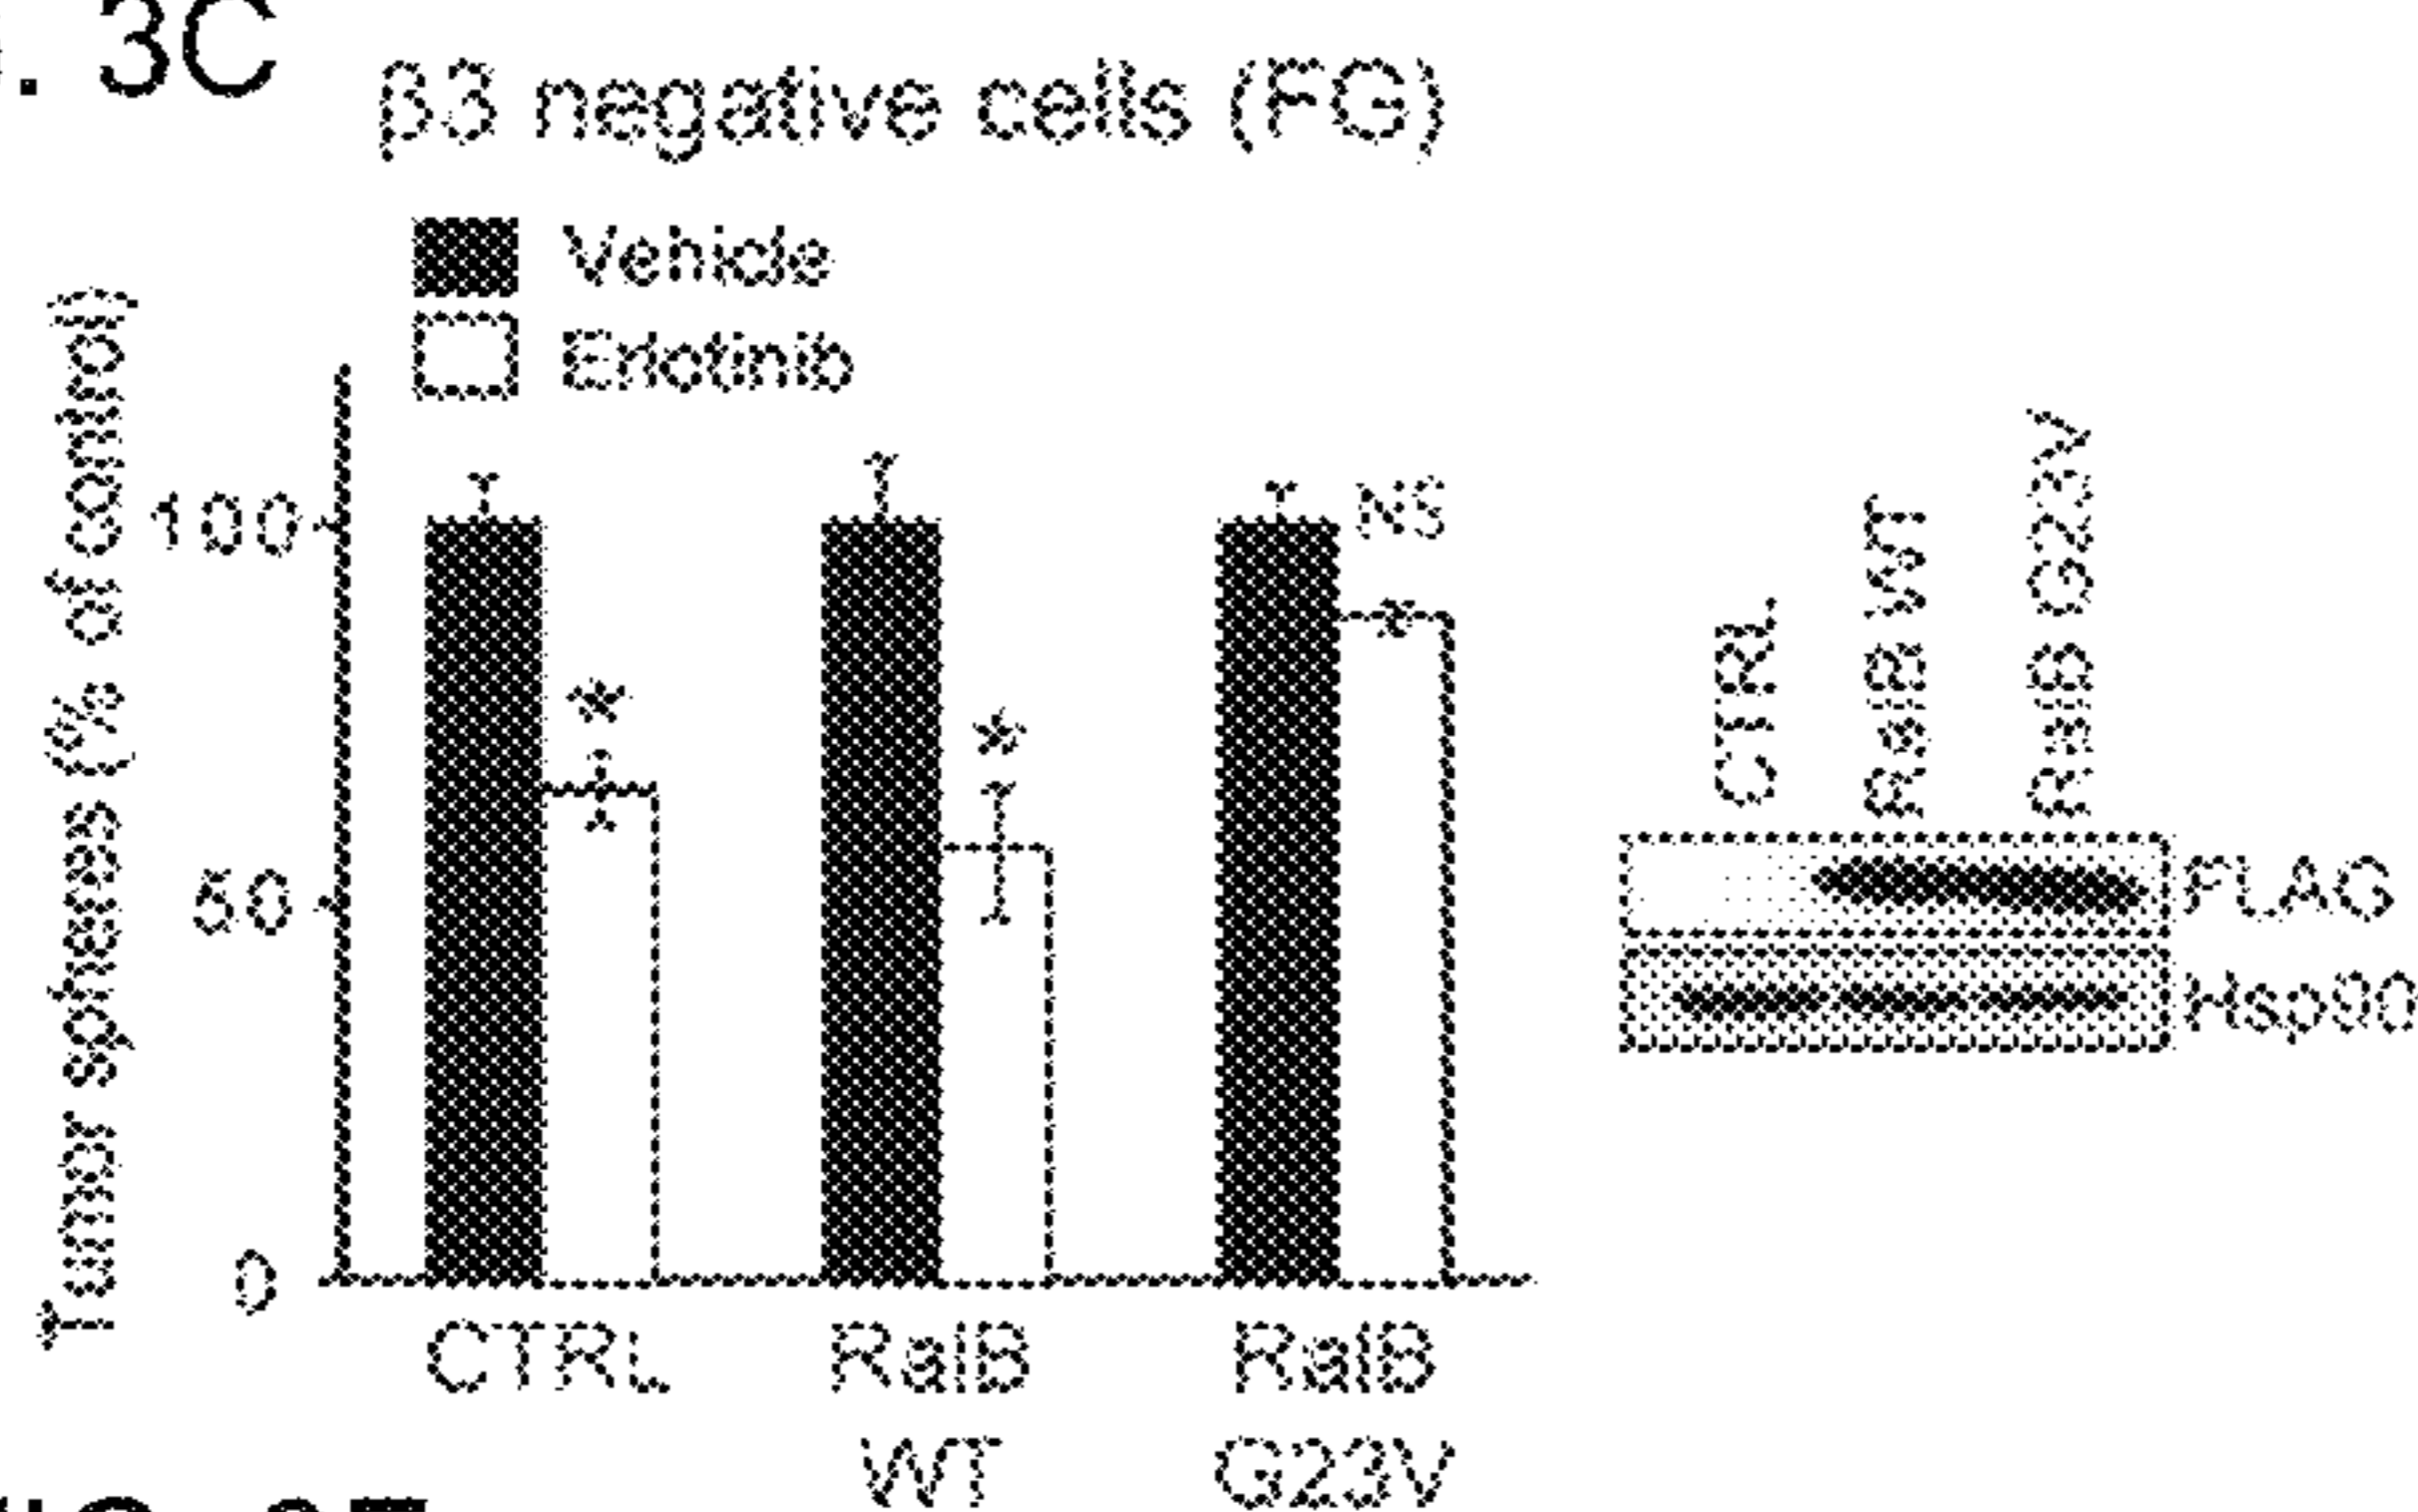 . 3C
β3 negative cells (FG)
Vehicle
Erlotinib
Tumor spheres (% of control)
100
50
0
*
*
NS
CTRL
RalB
WT
RalB
G23V
CTRL
RalB WT
RalB G23V
FLAG
Hsp90